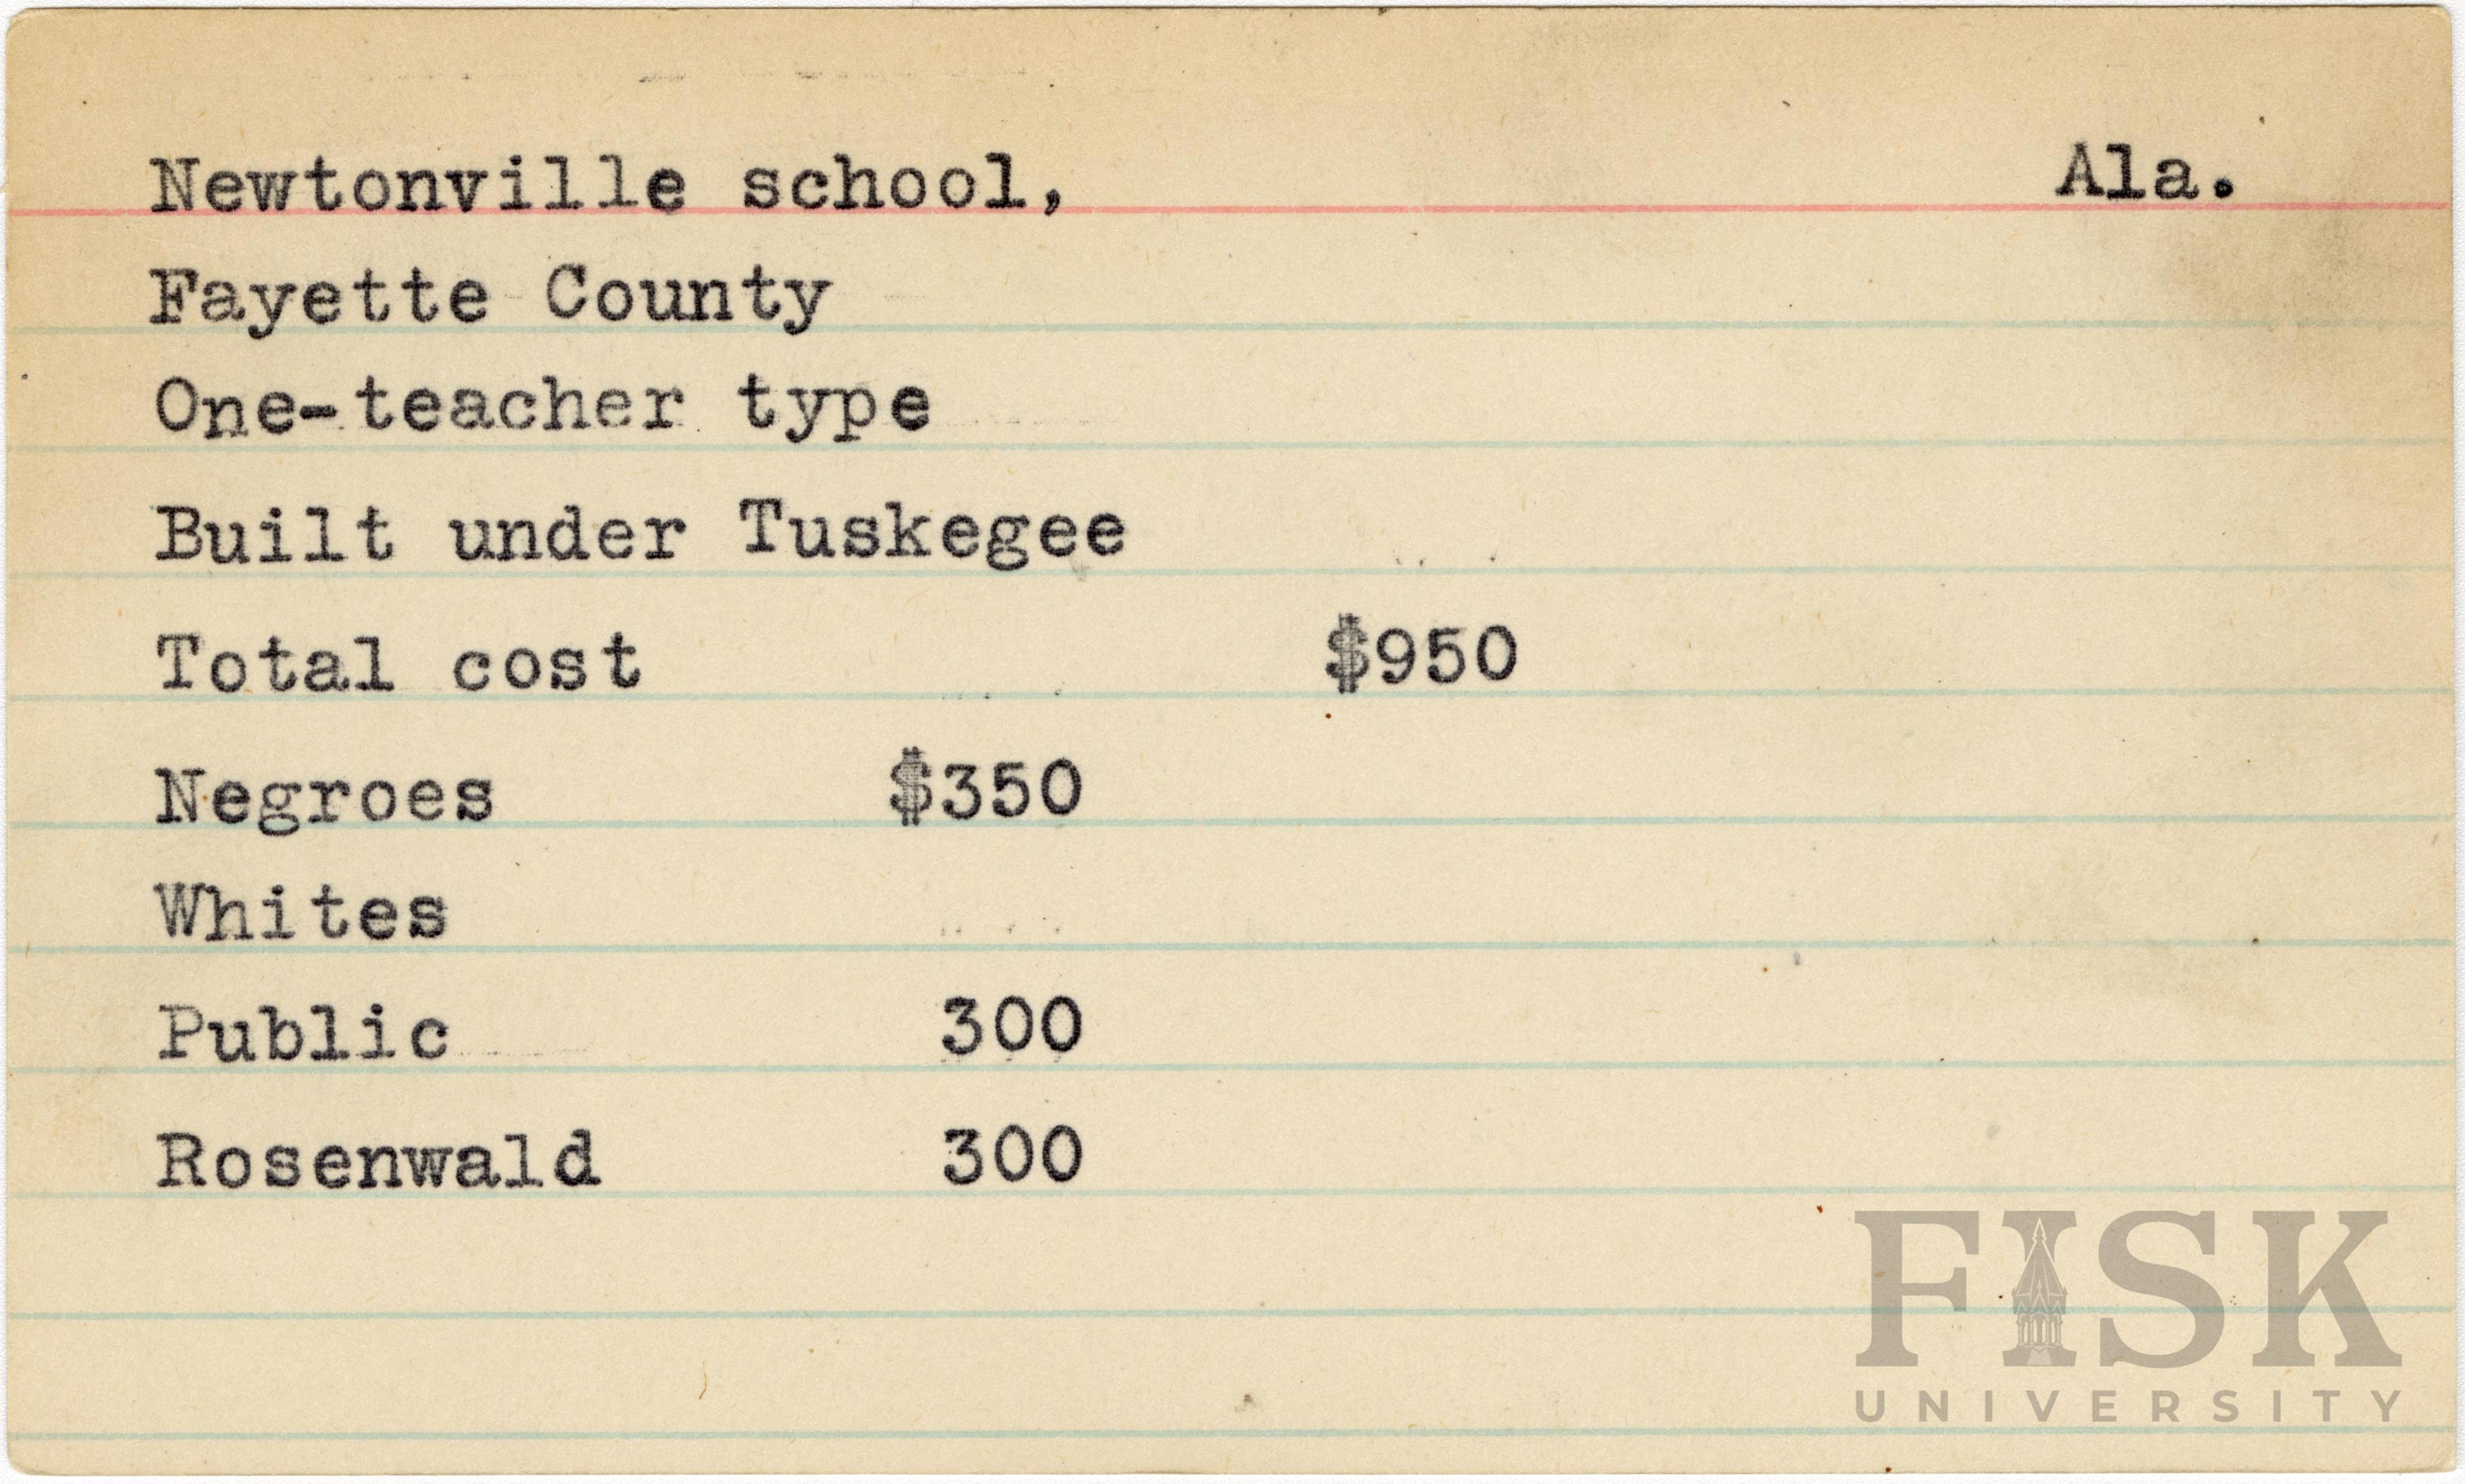 Newtonville school, Ala.
Fayette County
One-teacher type
Built under Tuskegee
Total cost $950
Negroes $350
Whites
Public 300
Rosenwald 300
FISK
UNIVERSITY